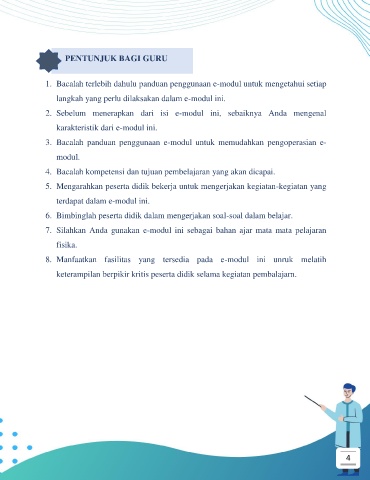 PENTUNJUK BAGI GURU
1. Bacalah terlebih dahulu panduan penggunaan e-modul untuk mengetahui setiap
langkah yang perlu dilaksakan dalam e-modul ini.
2. Sebelum menerapkan dari isi e-modul ini, sebaiknya Anda mengenal
karakteristik dari e-modul ini.
3. Bacalah panduan penggunaan e-modul untuk memudahkan pengoperasian e-
modul.
4. Bacalah kompetensi dan tujuan pembelajaran yang akan dicapai.
5. Mengarahkan peserta didik bekerja untuk mengerjakan kegiatan-kegiatan yang
terdapat dalam e-modul ini.
6. Bimbinglah peserta didik dalam mengerjakan soal-soal dalam belajar.
7. Silahkan Anda gunakan e-modul ini sebagai bahan ajar mata mata pelajaran
fisika.
8. Manfuatkan fasilitas yang tersedia pada e-modul ini unruk melatih
keterampilan berpikir kritis peserta didik selama kegiatan pembalajarn.
4